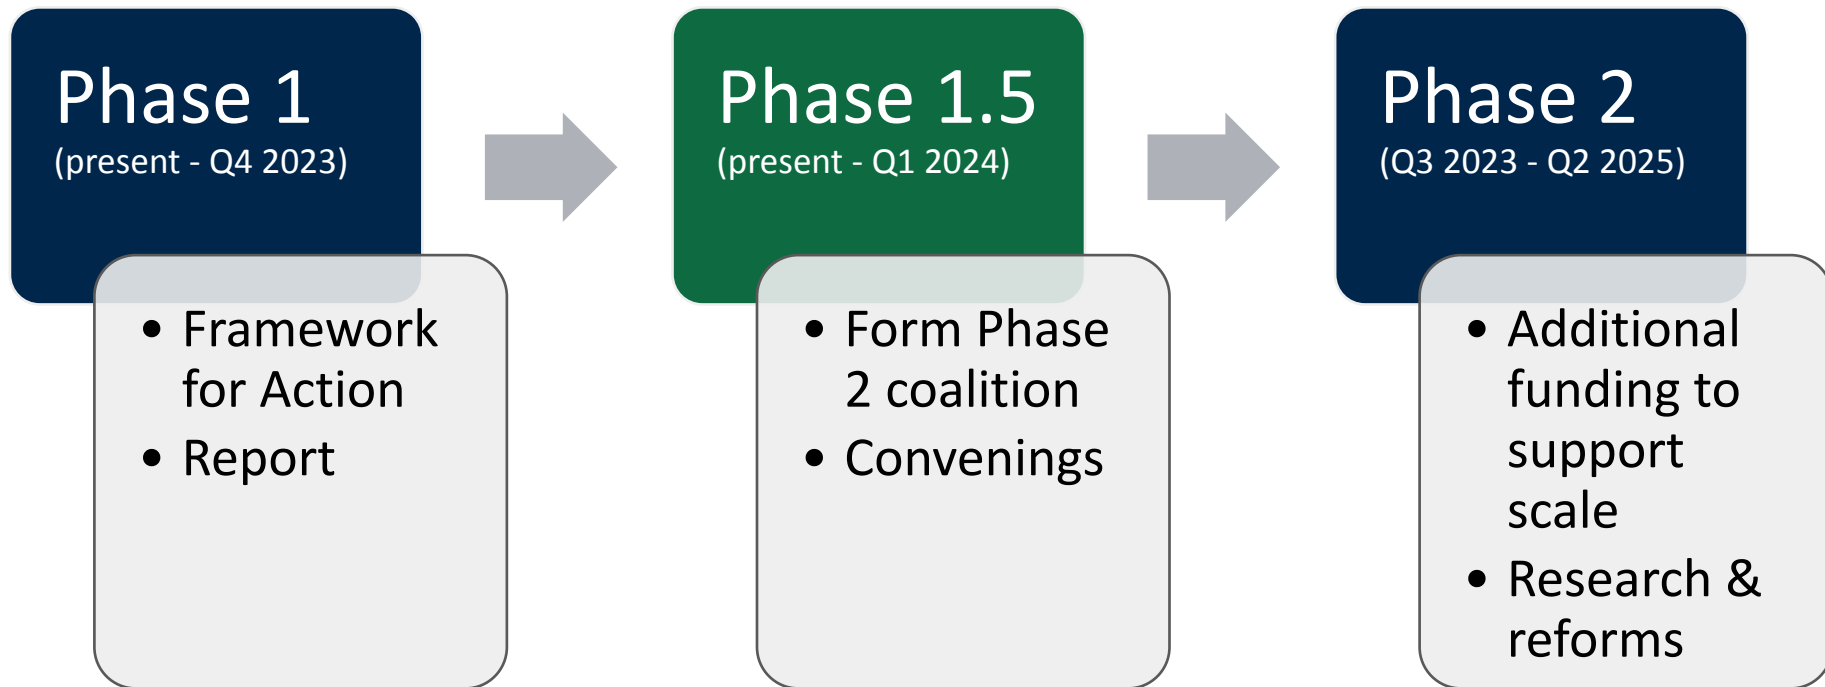 Phase 1
(present - Q4 2023)
• Framework
for Action
• Report
Phase 1.5
(present - Q1 2024)
• Form Phase
2 coalition
• Convenings
Phase 2
(Q3 2023 - Q2 2025)
• Additional
funding to
support
scale
• Research &
reforms